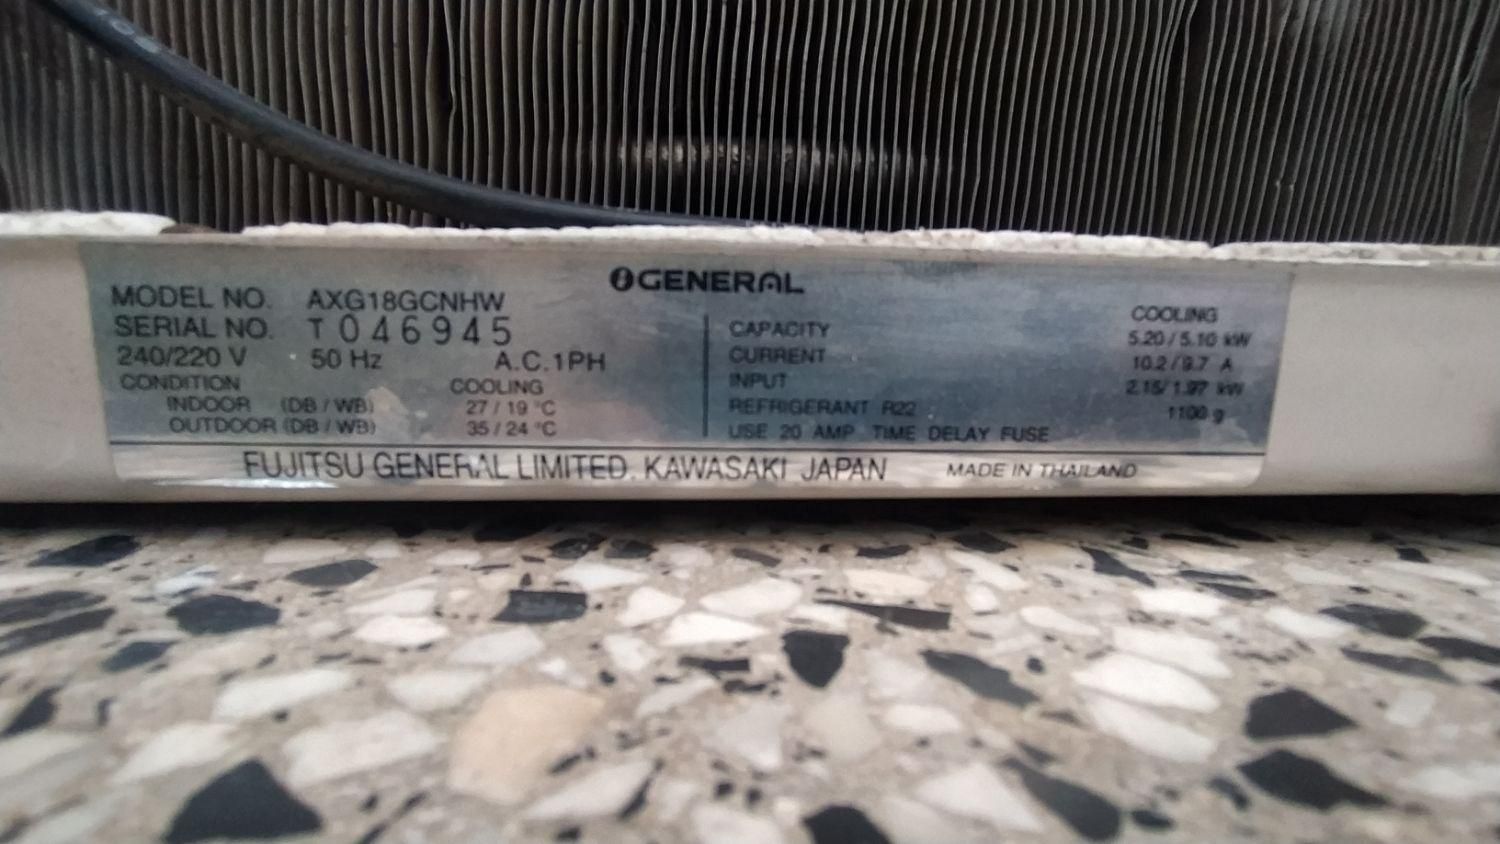 GENERAL
MODEL NO. AXG18GCNHW
SERIAL NO. T 046945
240/220 V 50 Hz A.C.1PH
CONDITION COOLING
INDOOR (DB / WB) 27 / 19 °C
OUTDOOR (DB / WB) 35 / 24 °C
COOLING
CAPACITY 5.20 / 5.10 kW
CURRENT 10.2 / 9.7 A
INPUT 2.15/ 1.97 kW
REFRIGERANT R22 1100 g
USE 20 AMP TIME DELAY FUSE
FUJITSU GENERAL LIMITED. KAWASAKI JAPAN MADE IN THAILAND